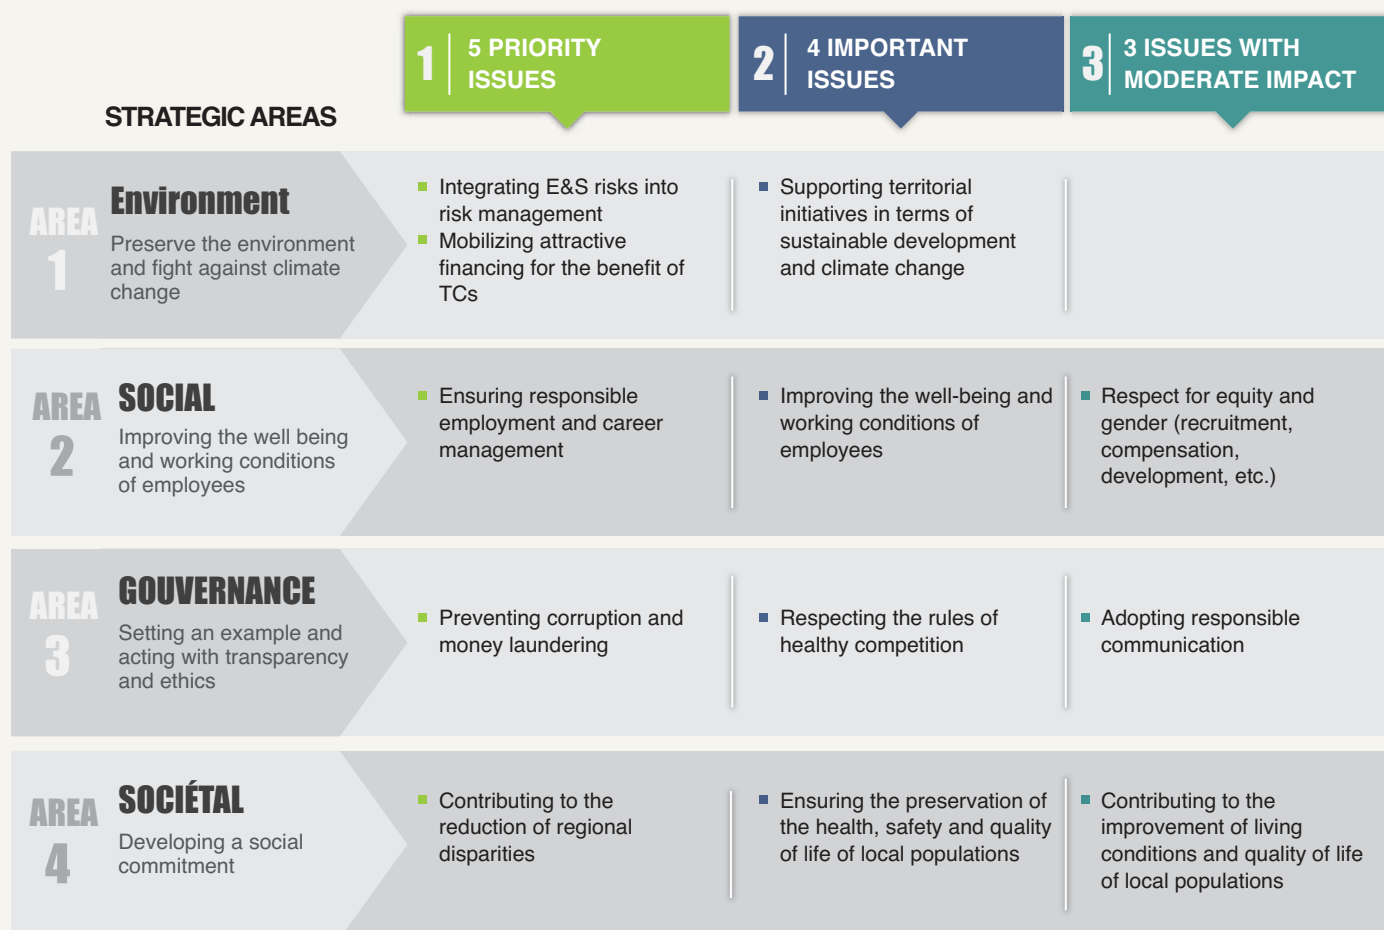 1
5 PRIORITY
ISSUES
2
4 IMPORTANT
ISSUES
3
3 ISSUES WITH
MODERATE IMPACT
STRATEGIC AREAS
AREA
1
Environment
Preserve the environment
and fight against climate
change
Integrating E&S risks into
risk management
Mobilizing attractive
financing for the benefit of
TCs
Supporting territorial
initiatives in terms of
sustainable development
and climate change
AREA
2
SOCIAL
Improving the well being
and working conditions
of employees
Ensuring responsible
employment and career
management
Improving the well-being and
working conditions of
employees
Respect for equity and
gender (recruitment,
compensation,
development, etc.)
AREA
3
GOUVERNANCE
Setting an example and
acting with transparency
and ethics
Preventing corruption and
money laundering
Respecting the rules of
healthy competition
Adopting responsible
communication
AREA
4
SOCIÉTAL
Developing a social
commitment
Contributing to the
reduction of regional
disparities
Ensuring the preservation of
the health, safety and quality
of life of local populations
Contributing to the
improvement of living
conditions and quality of life
of local populations